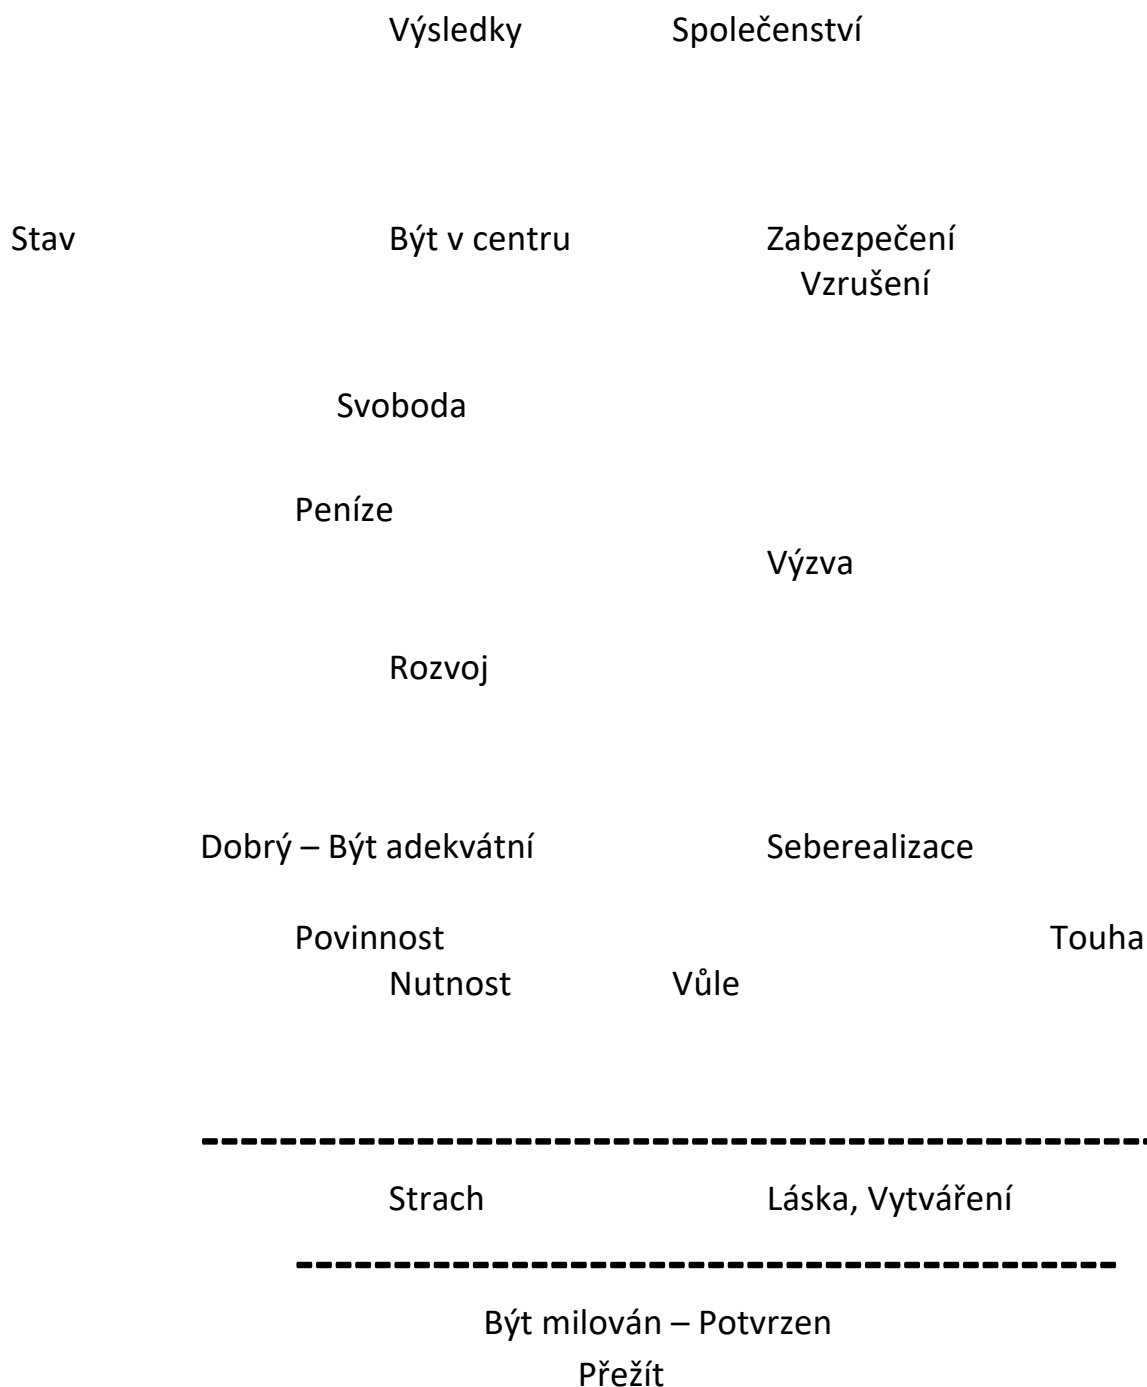 Výsledky Společenství
Stav Být v centru Zabezpečení
Vzrušení
Svoboda
Peníze
Výzva
Rozvoj
Dobrý – Být adekvátní Seberealizace
Povinnost Touha
Nutnost Vůle
Strach Láska, Vytváření
Být milován – Potvrzen
Přežít